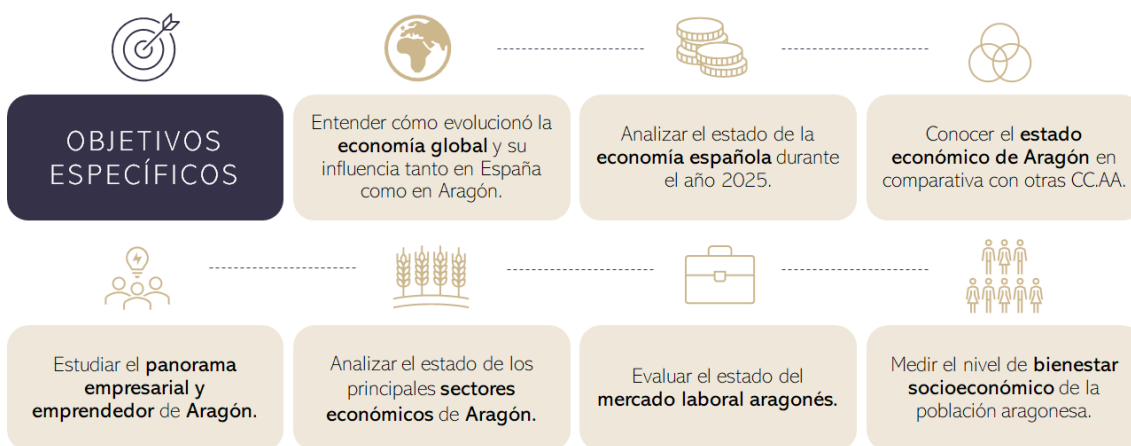 OBJETIVOS
ESPECÍFICOS
Entender cómo evolucionó la
economía global y su
influencia tanto en España
como en Aragón.
Analizar el estado de la
economía española durante
el año 2025.
Conocer el estado
económico de Aragón en
comparativa con otras CC.AA.
Estudiar el panorama
empresarial y
emprendedor de Aragón.
Analizar el estado de los
principales sectores
económicos de Aragón.
Evaluar el estado del
mercado laboral aragonés.
Medir el nivel de bienestar
socioeconómico de la
población aragonesa.